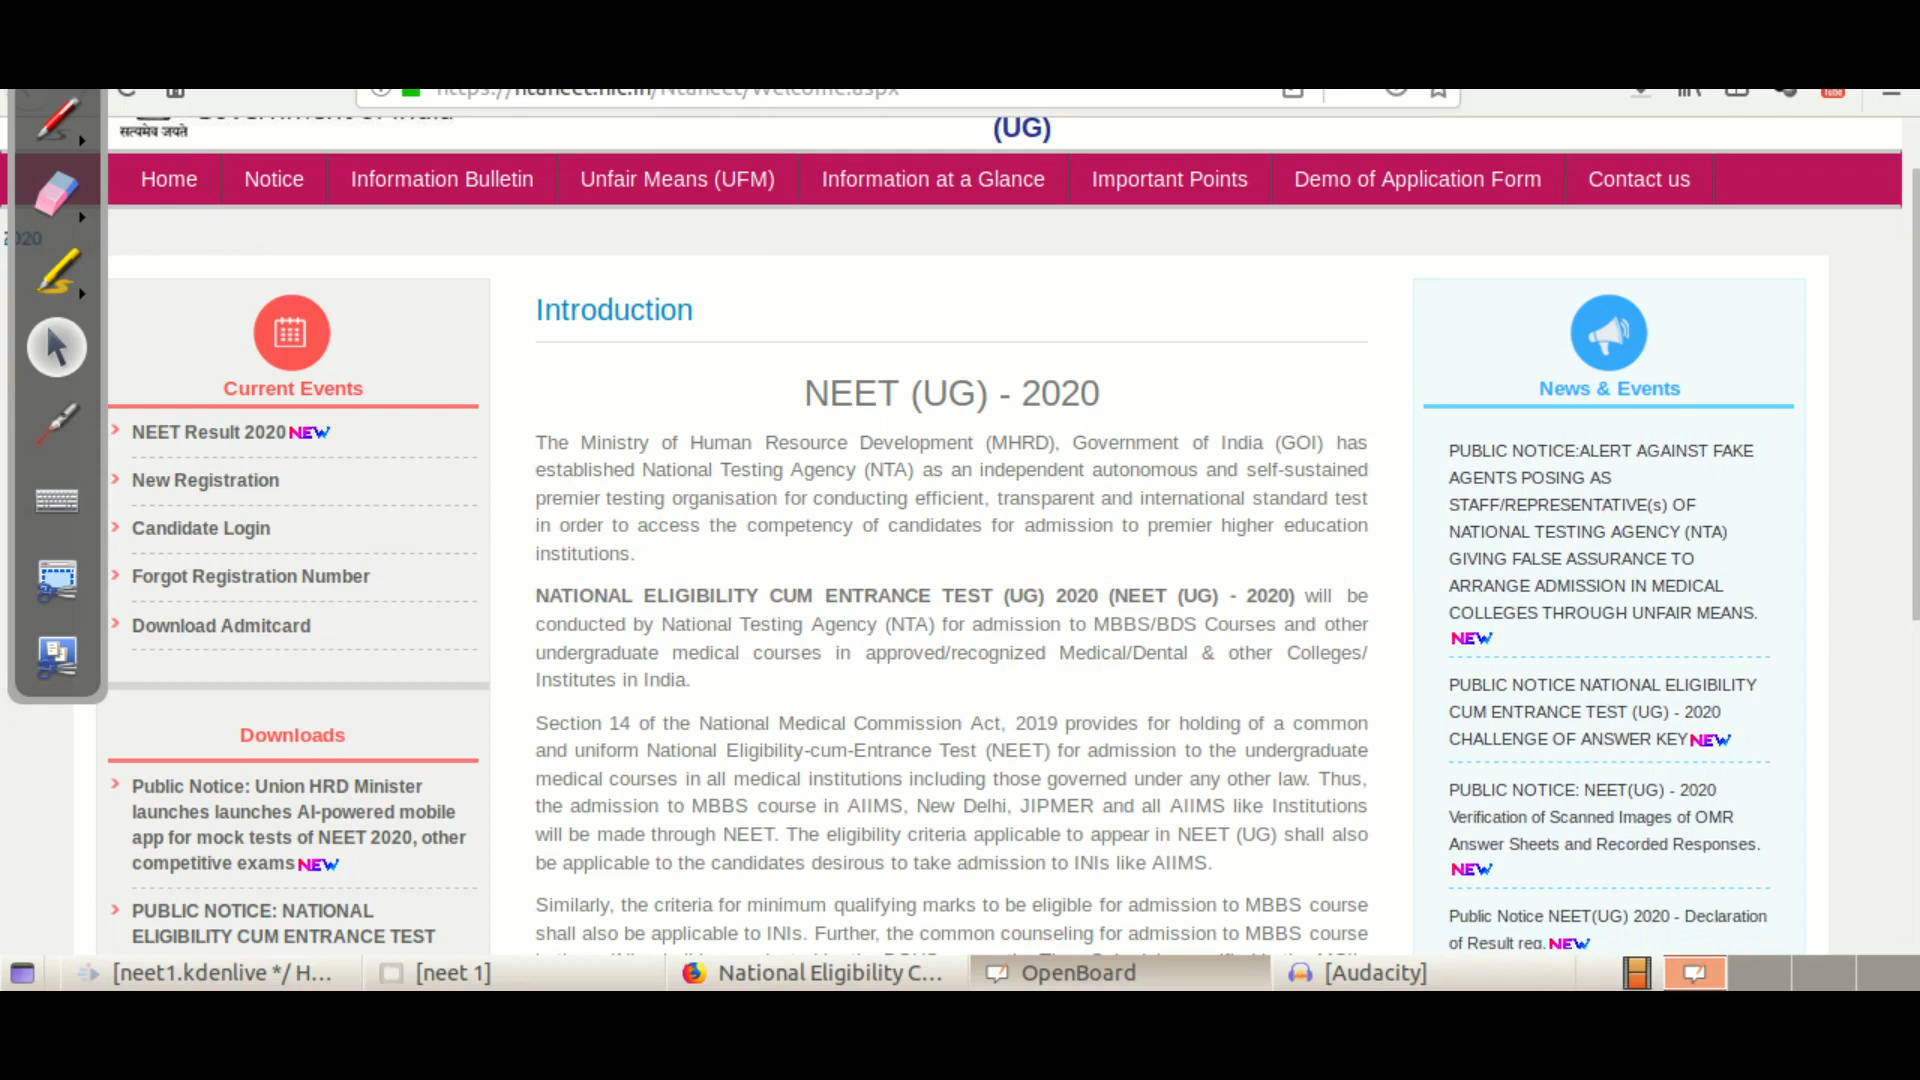 https://ntaneet.nic.in/Ntaneet/Welcome.aspx
सत्यमेव जयते
Government of India
(UG)
Home
Notice
Information Bulletin
Unfair Means (UFM)
Information at a Glance
Important Points
Demo of Application Form
Contact us
2020
Current Events
NEET Result 2020 NEW
New Registration
Candidate Login
Forgot Registration Number
Download Admitcard
Downloads
Public Notice: Union HRD Minister
launches launches AI-powered mobile
app for mock tests of NEET 2020, other
competitive exams NEW
PUBLIC NOTICE: NATIONAL
ELIGIBILITY CUM ENTRANCE TEST
Introduction
NEET (UG) - 2020
The Ministry of Human Resource Development (MHRD), Government of India (GOI) has
established National Testing Agency (NTA) as an independent autonomous and self-sustained
premier testing organisation for conducting efficient, transparent and international standard test
in order to access the competency of candidates for admission to premier higher education
institutions.
NATIONAL ELIGIBILITY CUM ENTRANCE TEST (UG) 2020 (NEET (UG) - 2020) will be
conducted by National Testing Agency (NTA) for admission to MBBS/BDS Courses and other
undergraduate medical courses in approved/recognized Medical/Dental & other Colleges/
Institutes in India.
Section 14 of the National Medical Commission Act, 2019 provides for holding of a common
and uniform National Eligibility-cum-Entrance Test (NEET) for admission to the undergraduate
medical courses in all medical institutions including those governed under any other law. Thus,
the admission to MBBS course in AIIMS, New Delhi, JIPMER and all AIIMS like Institutions
will be made through NEET. The eligibility criteria applicable to appear in NEET (UG) shall also
be applicable to the candidates desirous to take admission to INIs like AIIMS.
Similarly, the criteria for minimum qualifying marks to be eligible for admission to MBBS course
shall also be applicable to INIs. Further, the common counseling for admission to MBBS course
News & Events
PUBLIC NOTICE:ALERT AGAINST FAKE
AGENTS POSING AS
STAFF/REPRESENTATIVE(s) OF
NATIONAL TESTING AGENCY (NTA)
GIVING FALSE ASSURANCE TO
ARRANGE ADMISSION IN MEDICAL
COLLEGES THROUGH UNFAIR MEANS.
NEW
PUBLIC NOTICE NATIONAL ELIGIBILITY
CUM ENTRANCE TEST (UG) - 2020
CHALLENGE OF ANSWER KEY NEW
PUBLIC NOTICE: NEET(UG) - 2020
Verification of Scanned Images of OMR
Answer Sheets and Recorded Responses.
NEW
Public Notice NEET(UG) 2020 - Declaration
of Result reg. NEW
[neet1.kdenlive */ H...
[neet 1]
National Eligibility C...
OpenBoard
[Audacity]